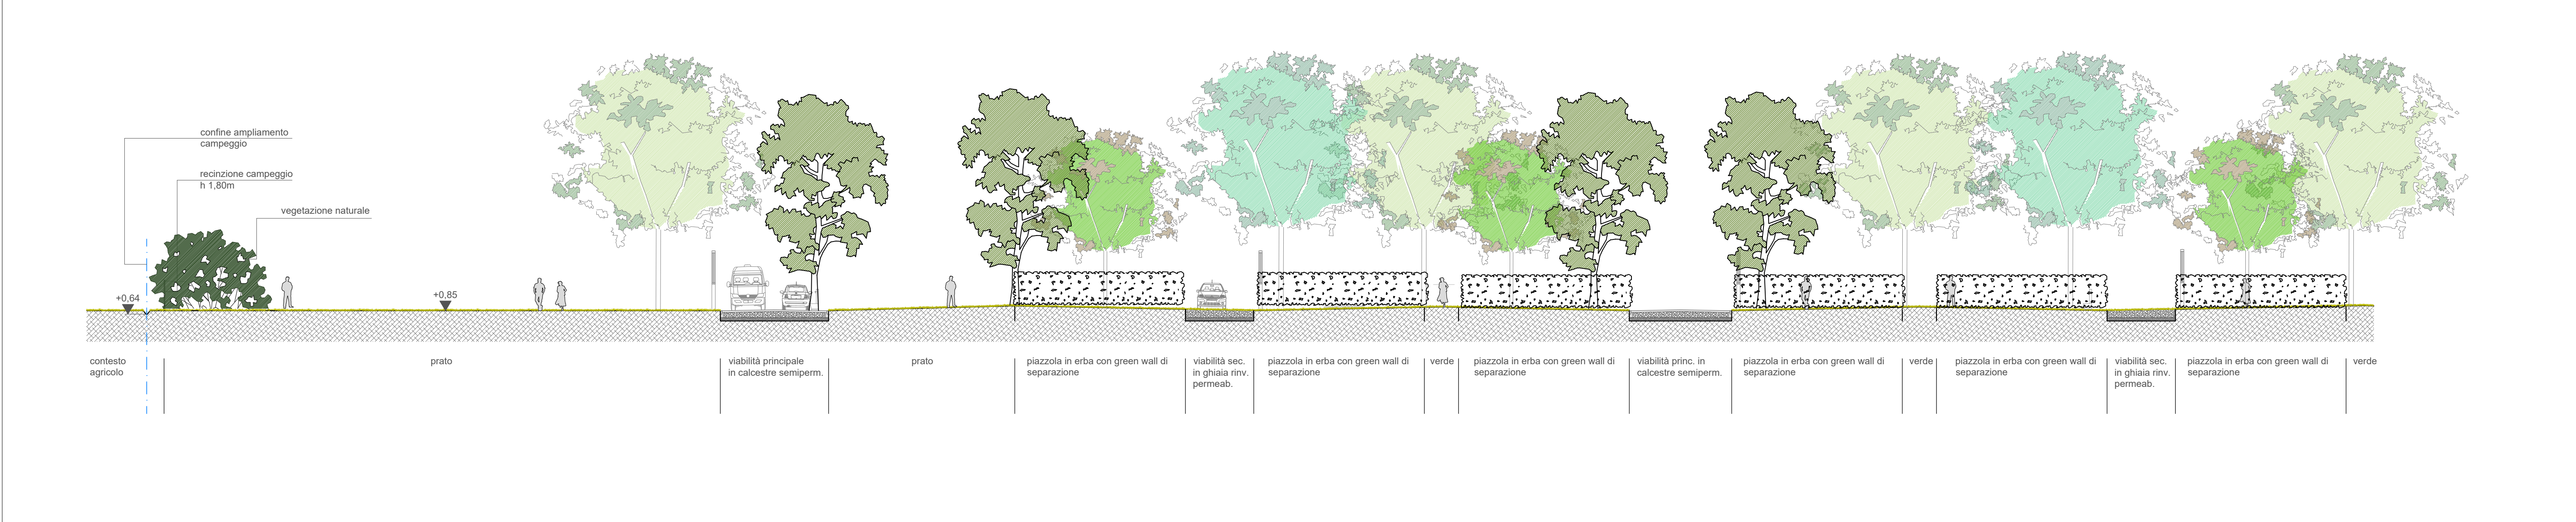 confine ampliamento
campeggio
recinzione campeggio
h 1,80m
vegetazione naturale
+0,64
+0,85
contesto
agricolo
prato
viabilità principale
in calcestre semiperm.
prato
piazzola in erba con green wall di
separazione
viabilità sec.
in ghiaia rinv.
permeab.
piazzola in erba con green wall di
separazione
verde
piazzola in erba con green wall di
separazione
viabilità princ. in
calcestre semiperm.
piazzola in erba con green wall di
separazione
verde
piazzola in erba con green wall di
separazione
viabilità sec.
in ghiaia rinv.
permeab.
piazzola in erba con green wall di
separazione
verde